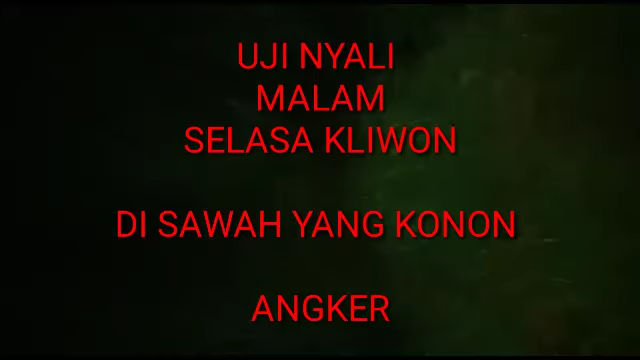 UJI NYALI
MALAM
SELASA KLIWON
DI SAWAH YANG KONON
ANGKER